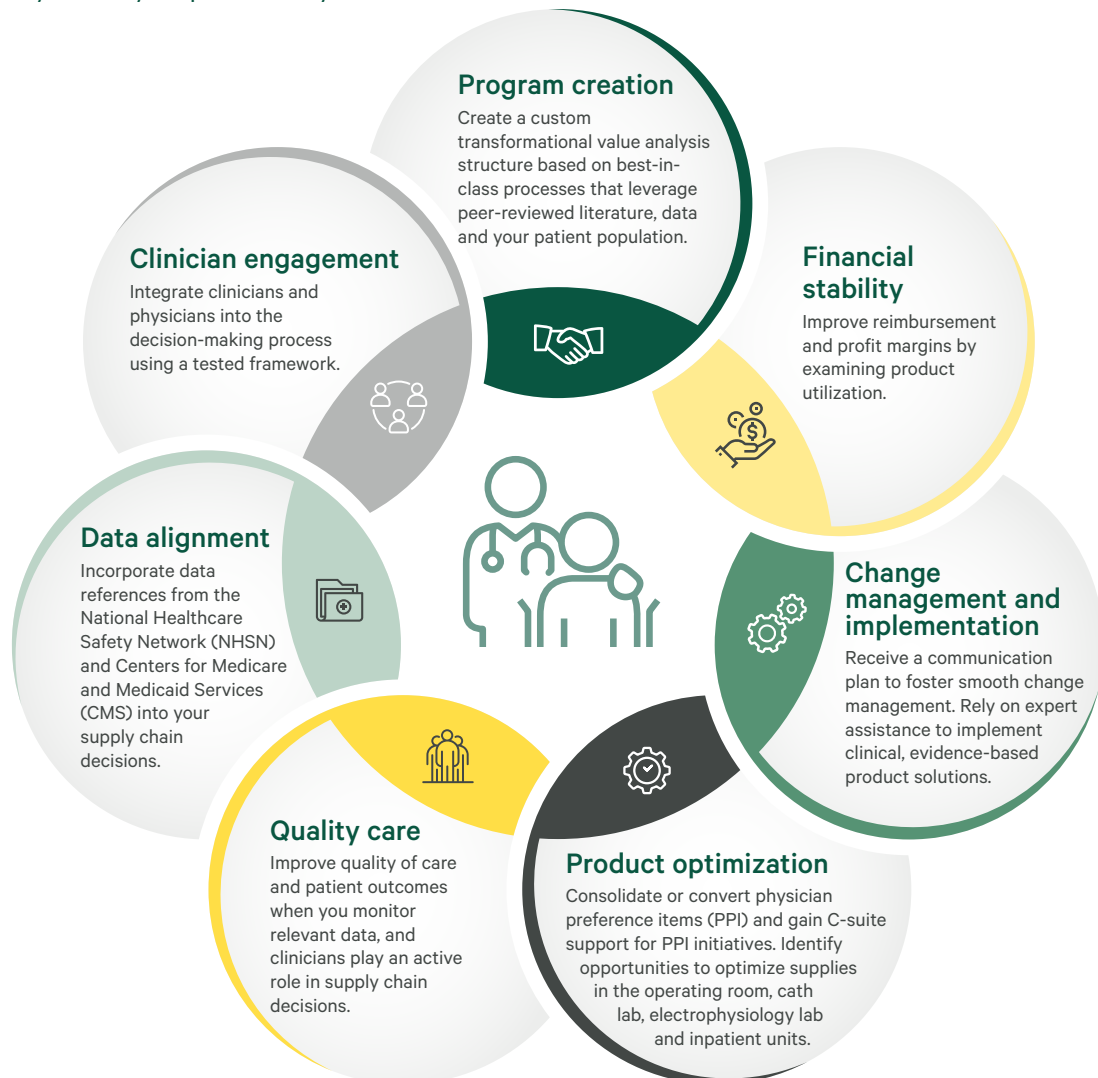 Program creation
Create a custom
transformational value analysis
structure based on best-in-
class processes that leverage
peer-reviewed literature, data
and your patient population.
Financial
stability
Improve reimbursement
and profit margins by
examining product
utilization.
Change
management and
implementation
Receive a communication
plan to foster smooth change
management. Rely on expert
assistance to implement
clinical, evidence-based
product solutions.
Product optimization
Consolidate or convert physician
preference items (PPI) and gain C-suite
support for PPI initiatives. Identify
opportunities to optimize supplies
in the operating room, cath
lab, electrophysiology lab
and inpatient units.
Quality care
Improve quality of care
and patient outcomes
when you monitor
relevant data, and
clinicians play an active
role in supply chain
decisions.
Data alignment
Incorporate data
references from the
National Healthcare
Safety Network (NHSN)
and Centers for Medicare
and Medicaid Services
(CMS) into your
supply chain
decisions.
Clinician engagement
Integrate clinicians and
physicians into the
decision-making process
using a tested framework.
$